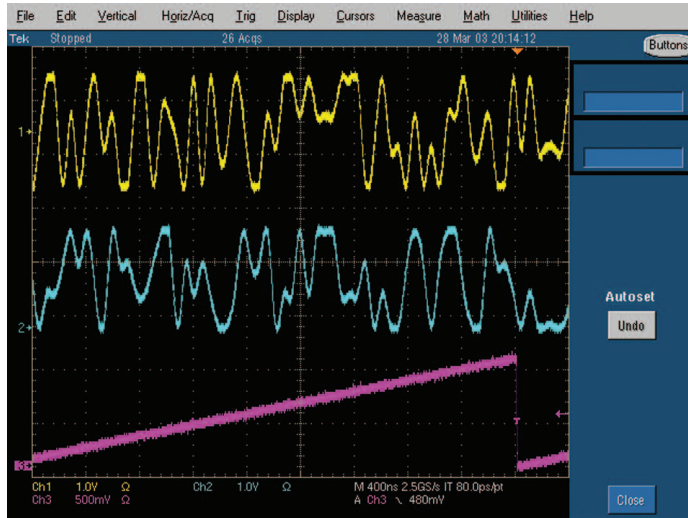 File Edit Vertical Horiz/Acq Trig Display Cursors Measure Math Utilities Help
Tek Stopped 26 Acqs 28 Mar 03 20:14:12
Buttons
1
2
3
T
Autoset
Undo
Ch1 1.0V Ω Ch2 1.0V Ω M 400ns 2.5GS/s IT 80.0ps/pt
Ch3 500mV Ω A Ch3 \ 480mV
Close